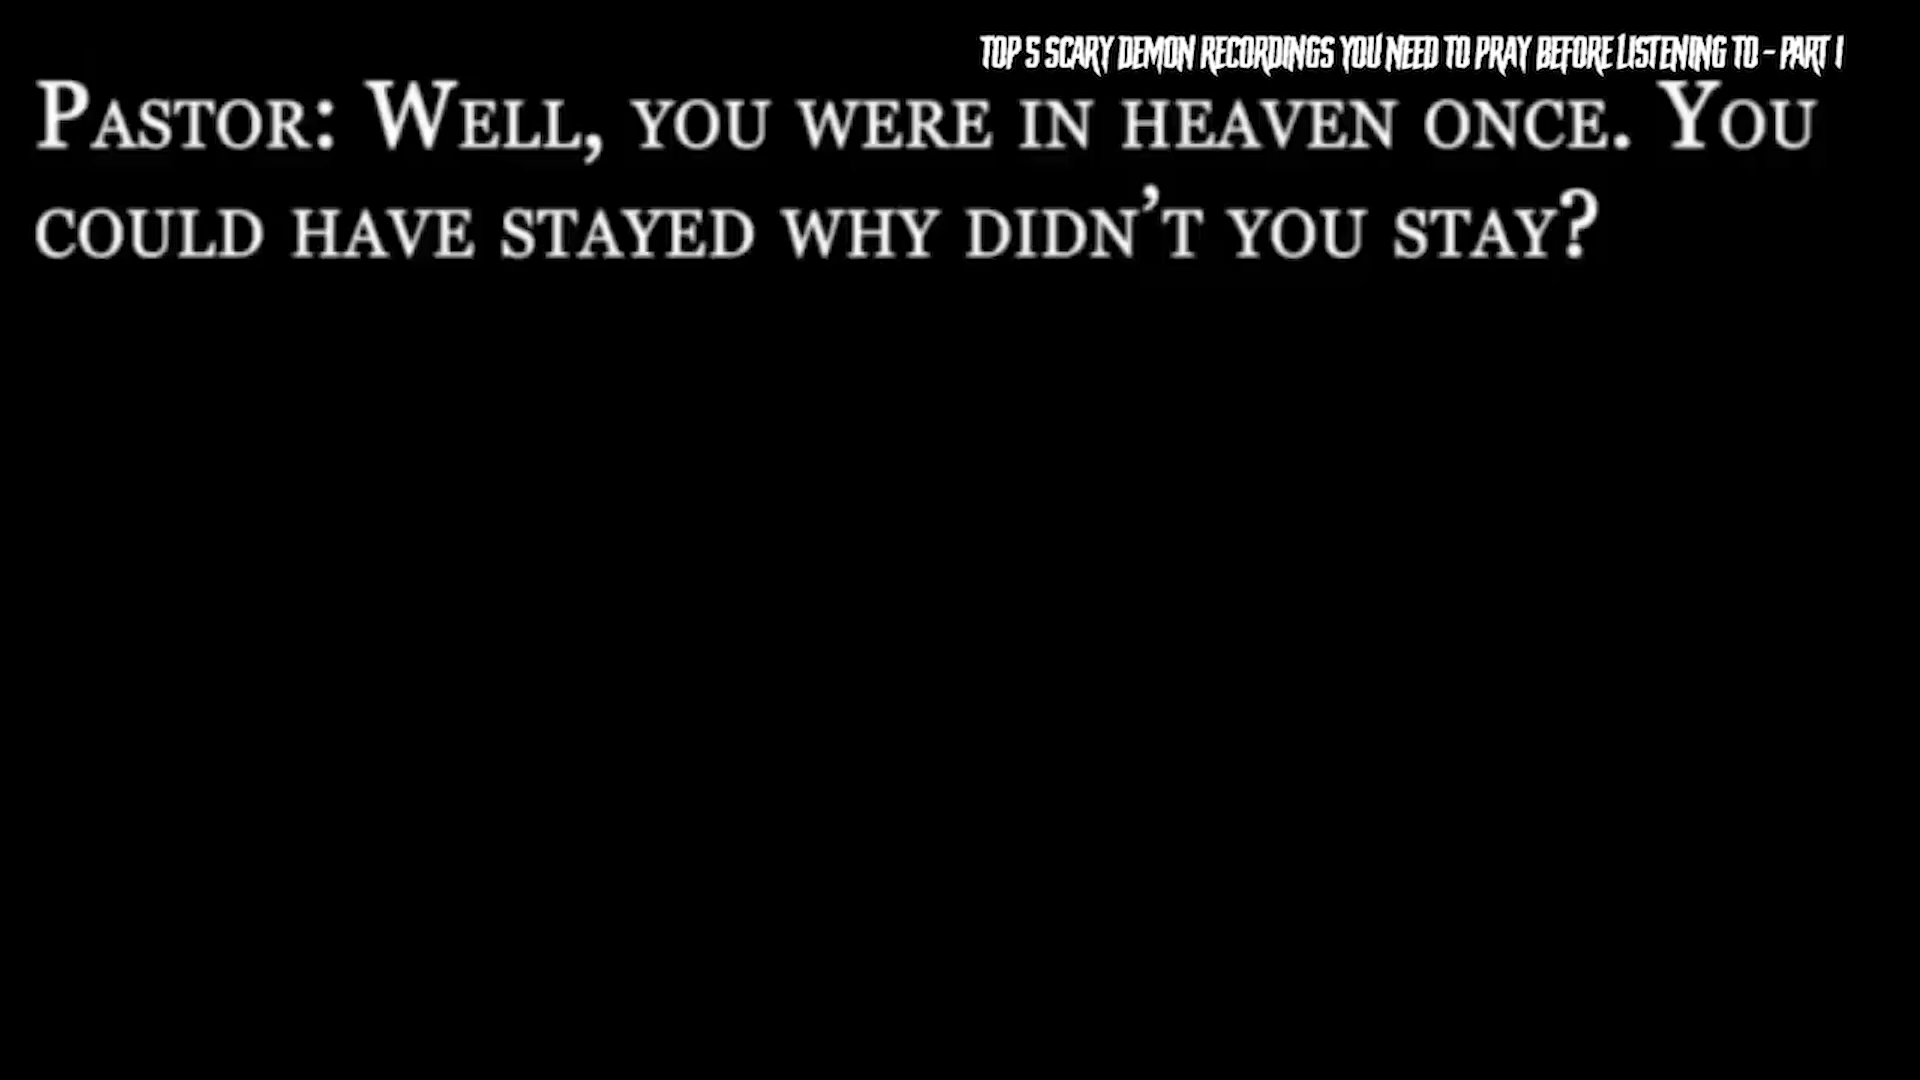 TOP 5 SCARY DEMON RECORDINGS YOU NEED TO PRAY BEFORE LISTENING TO - PART 1
PASTOR: WELL, YOU WERE IN HEAVEN ONCE. YOU
COULD HAVE STAYED WHY DIDN’T YOU STAY?